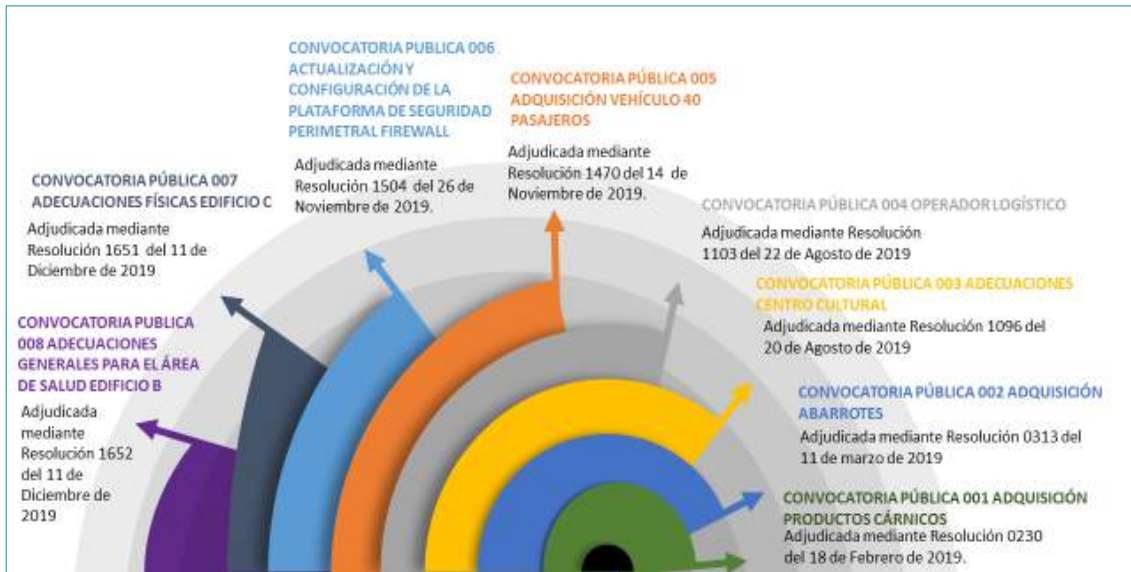 CONVOCATORIA PUBLICA 006
ACTUALIZACIÓN Y
CONFIGURACIÓN DE LA
PLATAFORMA DE SEGURIDAD
PERIMETRAL FIREWALL
Adjudicada mediante
Resolución 1504 del 26 de
Noviembre de 2019.
CONVOCATORIA PÚBLICA 005
ADQUISICIÓN VEHÍCULO 40
PASAJEROS
Adjudicada mediante
Resolución 1470 del 14 de
Noviembre de 2019.
CONVOCATORIA PÚBLICA 007
ADECUACIONES FÍSICAS EDIFICIO C
Adjudicada mediante
Resolución 1651 del 11 de
Diciembre de 2019
CONVOCATORIA PÚBLICA 004 OPERADOR LOGÍSTICO
Adjudicada mediante Resolución
1103 del 22 de Agosto de 2019
CONVOCATORIA PÚBLICA 003 ADECUACIONES
CENTRO CULTURAL
Adjudicada mediante Resolución 1096 del
20 de Agosto de 2019
CONVOCATORIA PUBLICA
008 ADECUACIONES
GENERALES PARA EL ÁREA
DE SALUD EDIFICIO B
Adjudicada
mediante
Resolución 1652
del 11 de
Diciembre de
2019
CONVOCATORIA PÚBLICA 002 ADQUISICIÓN
ABARROTES
Adjudicada mediante Resolución 0313 del
11 de marzo de 2019
CONVOCATORIA PÚBLICA 001 ADQUISICIÓN
PRODUCTOS CÁRNICOS
Adjudicada mediante Resolución 0230
del 18 de Febrero de 2019.